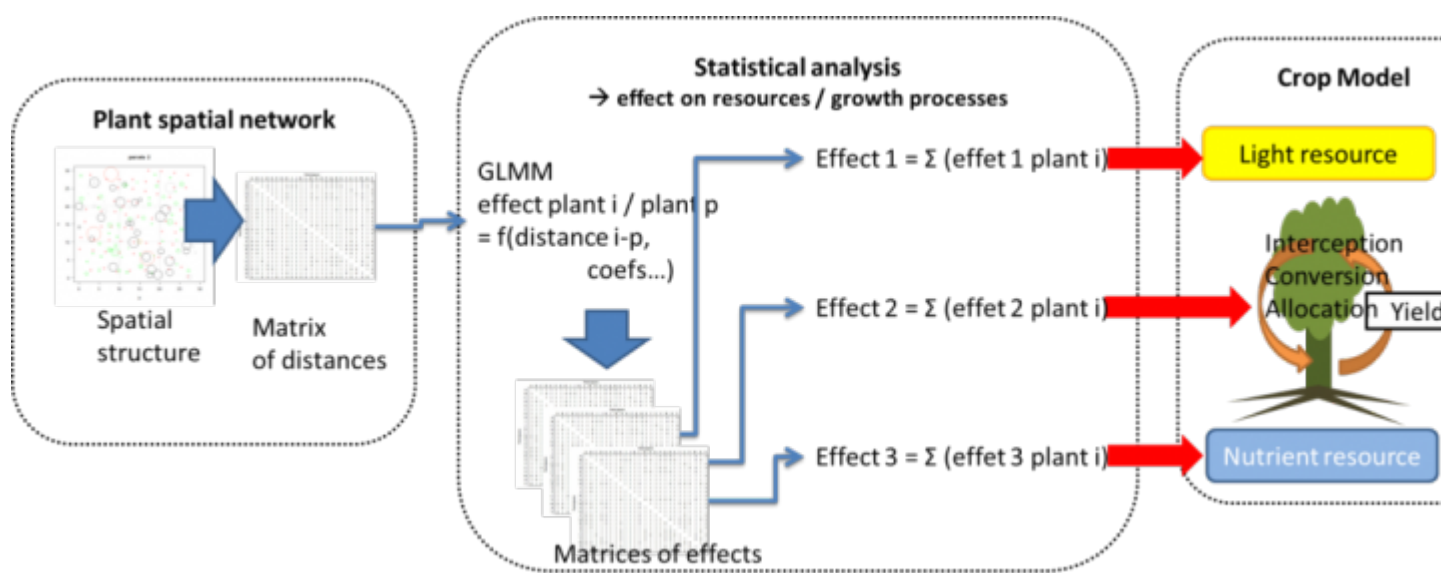 Plant spatial network
Spatial
structure
Matrix
of distances
Statistical analysis
→ effect on resources / growth processes
GLMM
effect plant i / plant p
= f(distance i-p,
coefs...)
Matrices of effects
Effect 1 = Σ (effet 1 plant i)
Effect 2 = Σ (effet 2 plant i)
Effect 3 = Σ (effet 3 plant i)
Crop Model
Light resource
Interception
Conversion
Allocation
Yield
Nutrient resource